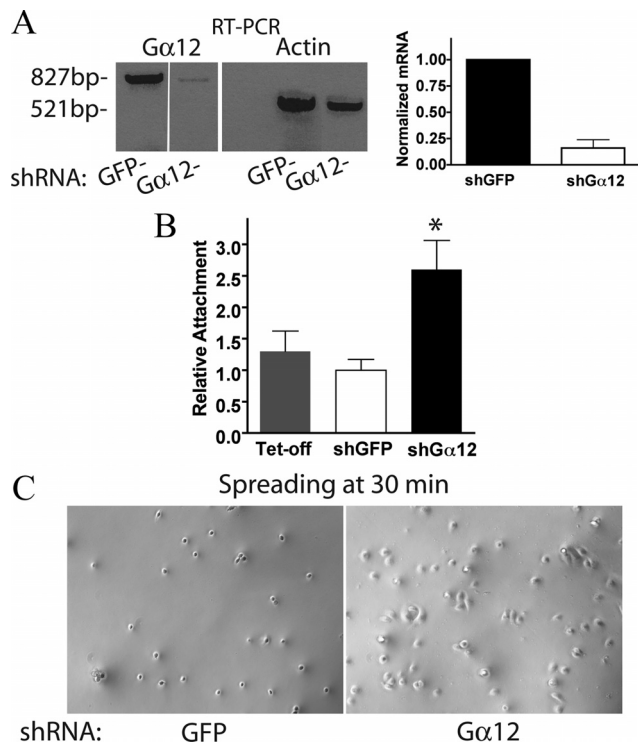 A
RT-PCR
Gα12 Actin
827bp-
521bp-
shRNA: GFP- Gα12- GFP- Gα12-
Normalized mRNA
1.00
0.75
0.50
0.25
0.00
shGFP shGα12
B
Relative Attachment
3.0
2.5
2.0
1.5
1.0
0.5
0.0
*
Tet-off shGFP shGα12
C
Spreading at 30 min
shRNA: GFP Gα12